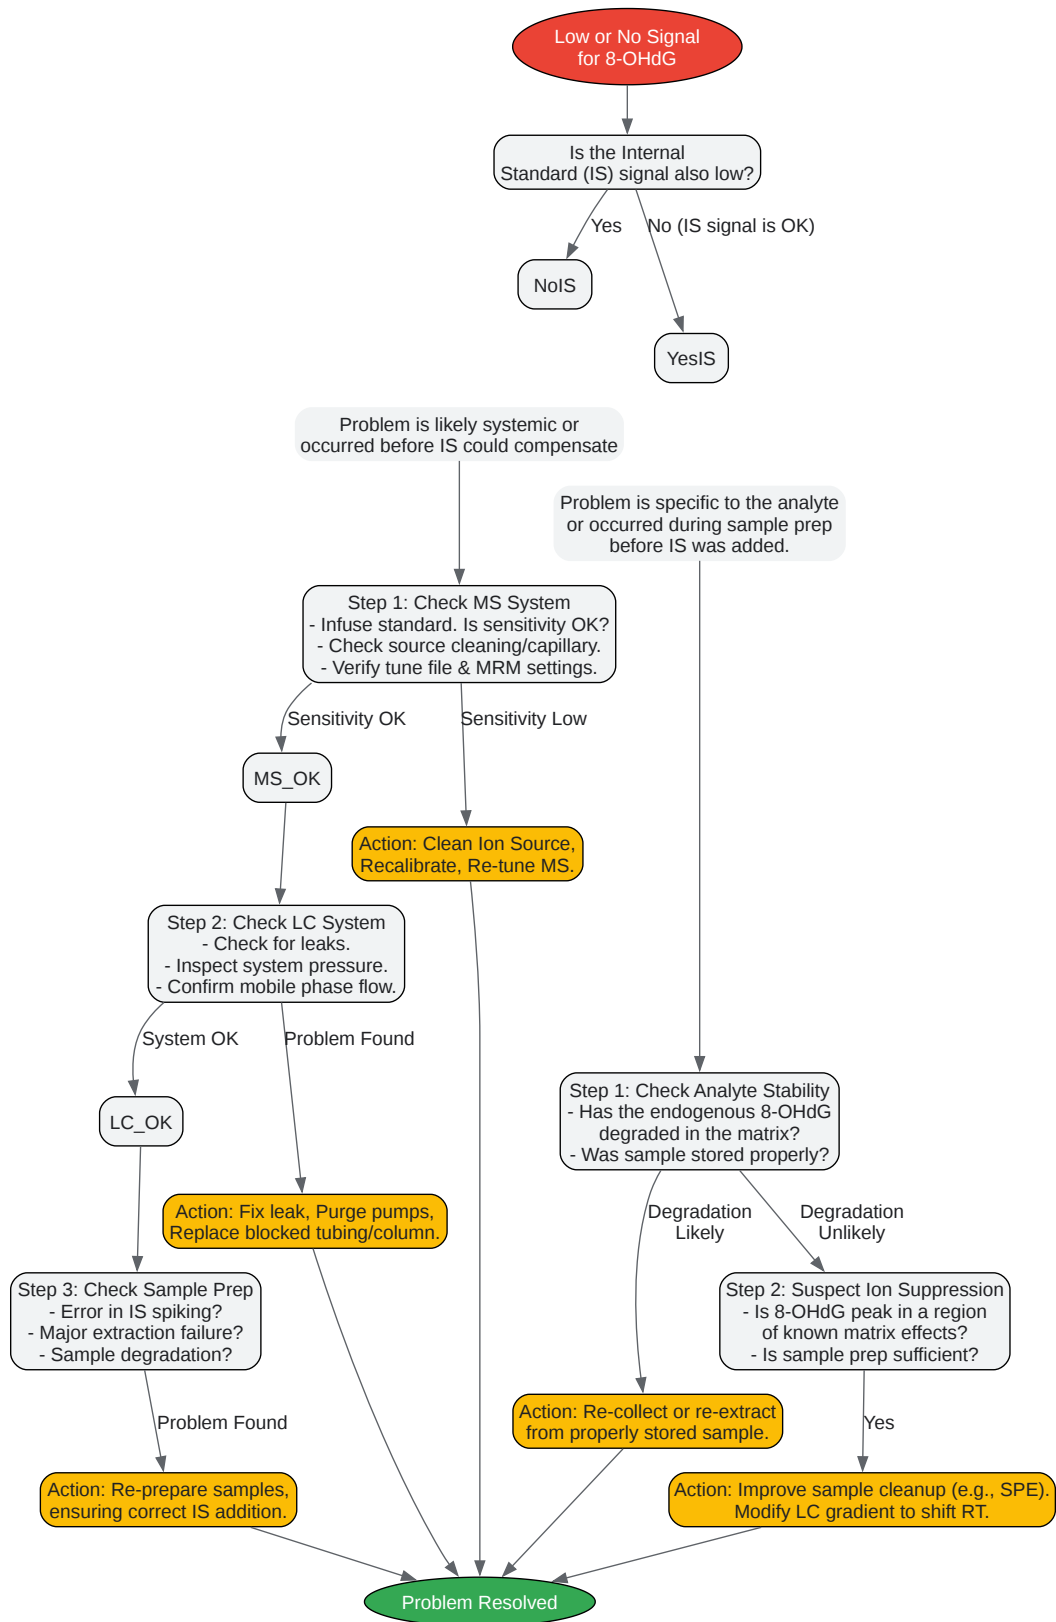 Low or No Signal
for 8-OHdG
Is the Internal
Standard (IS) signal also low?
Yes
No (IS signal is OK)
NoIS
YesIS
Problem is likely systemic or
occurred before IS could compensate
Problem is specific to the analyte
or occurred during sample prep
before IS was added.
Step 1: Check MS System
- Infuse standard. Is sensitivity OK?
- Check source cleaning/capillary.
- Verify tune file & MRM settings.
Sensitivity OK
Sensitivity Low
MS_OK
Action: Clean Ion Source,
Recalibrate, Re-tune MS.
Step 2: Check LC System
- Check for leaks.
- Inspect system pressure.
- Confirm mobile phase flow.
System OK
Problem Found
LC_OK
Step 1: Check Analyte Stability
- Has the endogenous 8-OHdG
degraded in the matrix?
- Was sample stored properly?
Action: Fix leak, Purge pumps,
Replace blocked tubing/column.
Degradation
Likely
Degradation
Unlikely
Step 3: Check Sample Prep
- Error in IS spiking?
- Major extraction failure?
- Sample degradation?
Step 2: Suspect Ion Suppression
- Is 8-OHdG peak in a region
of known matrix effects?
- Is sample prep sufficient?
Problem Found
Action: Re-collect or re-extract
from properly stored sample.
Yes
Action: Re-prepare samples,
ensuring correct IS addition.
Action: Improve sample cleanup (e.g., SPE).
Modify LC gradient to shift RT.
Problem Resolved